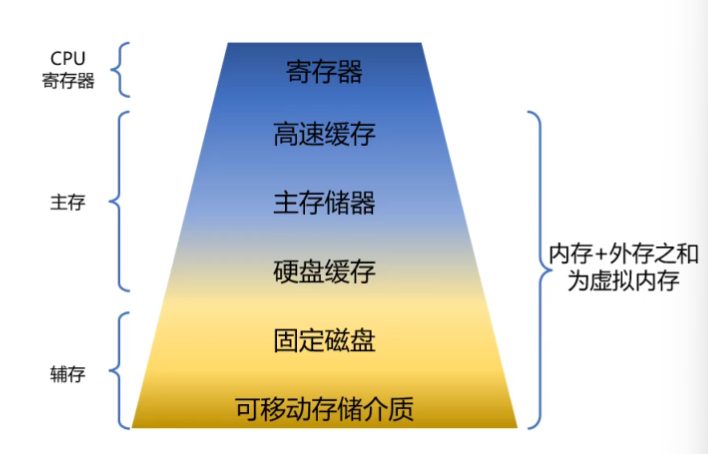 CPU
寄存器
寄存器
高速缓存
主存
主存储器
硬盘缓存
内存+外存之和
为虚拟内存
固定磁盘
辅存
可移动存储介质